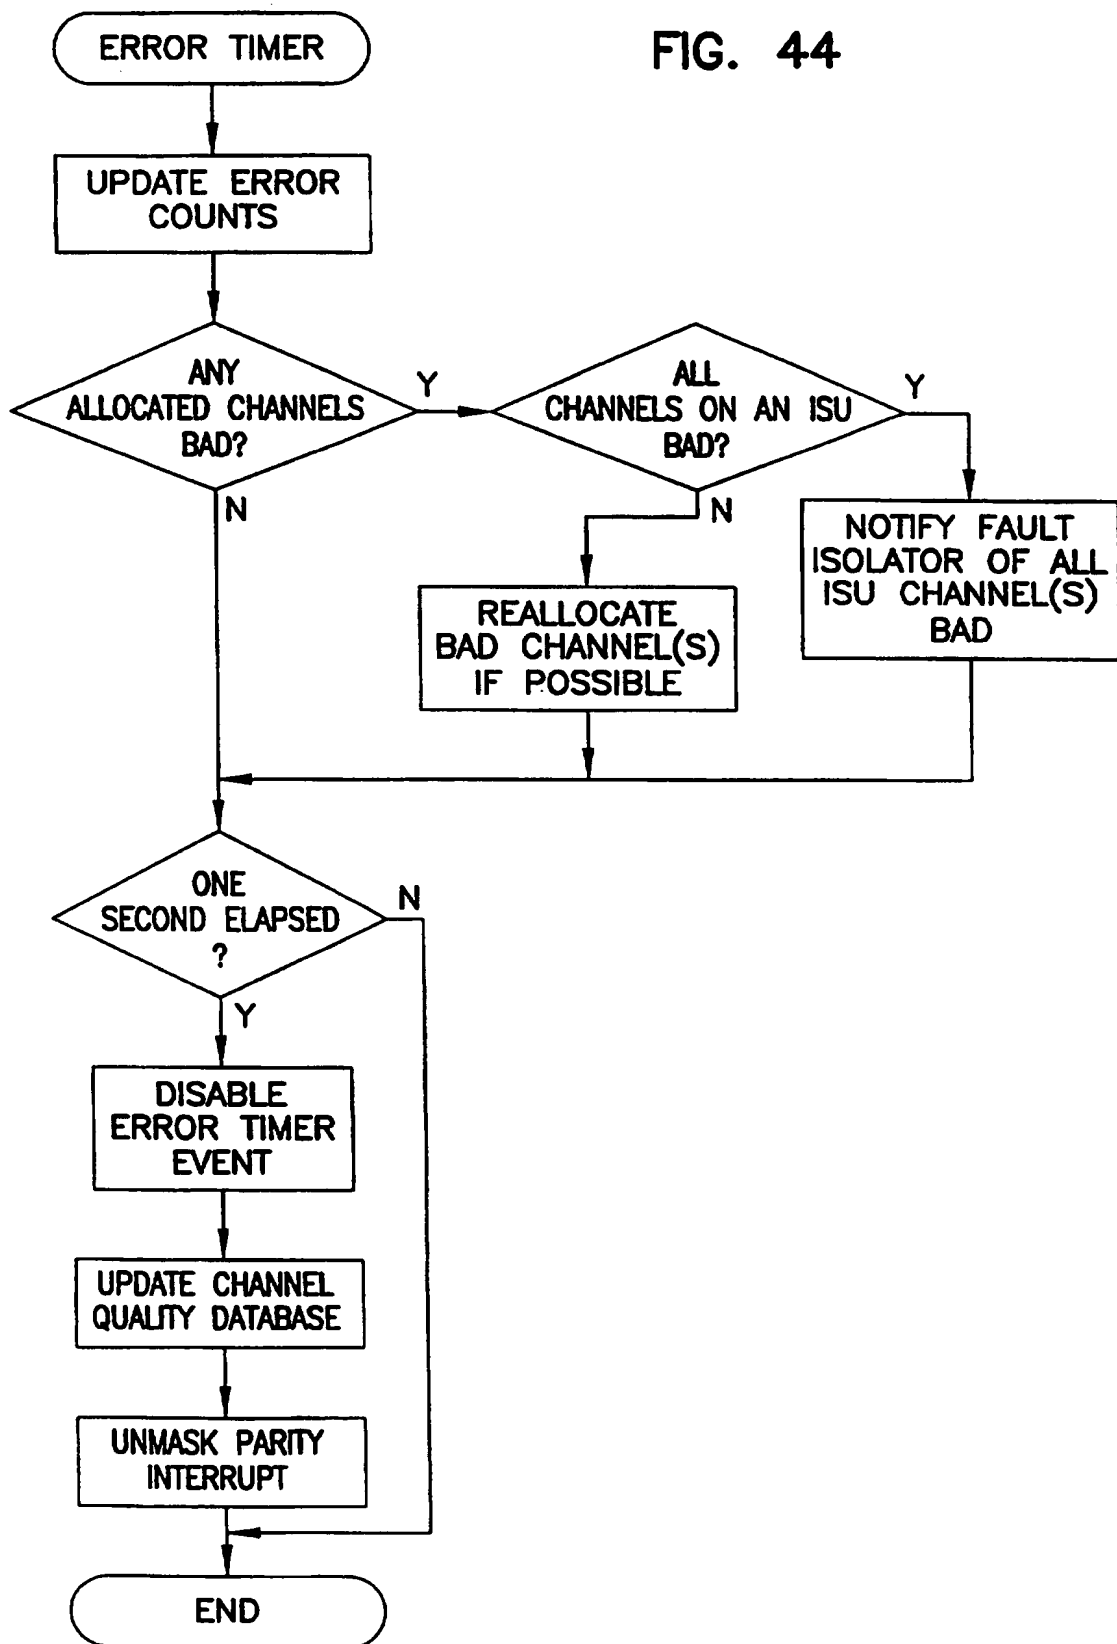 ERROR TIMER
FIG. 44
UPDATE ERROR
COUNTS
ANY
ALLOCATED CHANNELS
BAD?
Y
N
ALL
CHANNELS ON AN ISU
BAD?
Y
N
NOTIFY FAULT
ISOLATOR OF ALL
ISU CHANNEL(S)
BAD
REALLOCATE
BAD CHANNEL(S)
IF POSSIBLE
ONE
SECOND ELAPSED
?
N
Y
DISABLE
ERROR TIMER
EVENT
UPDATE CHANNEL
QUALITY DATABASE
UNMASK PARITY
INTERRUPT
END